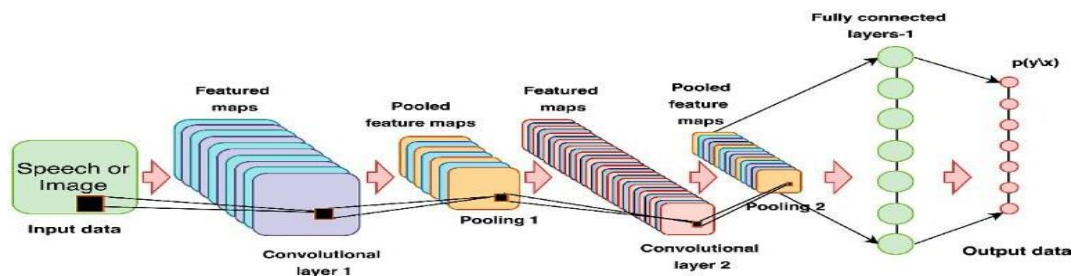 Fully connected
layers-1
p(y\x)
Featured
maps
Pooled
feature maps
Featured
maps
Pooled
feature
maps
Speech or
Image
Input data
Convolutional
layer 1
Pooling 1
Convolutional
layer 2
Pooling 2
Output data